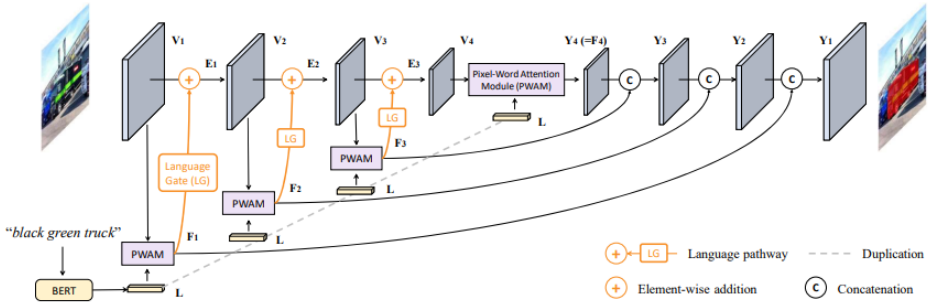 V1
V2
V3
V4
Y4 (=F4)
Y3
Y2
Y1
E1
E2
E3
Pixel-Word Attention
Module (PWAM)
C
C
C
LG
LG
L
F3
Language
Gate (LG)
PWAM
L
F2
PWAM
"black green truck"
F1
L
PWAM
LG
Language pathway
Duplication
BERT
L
Element-wise addition
C
Concatenation